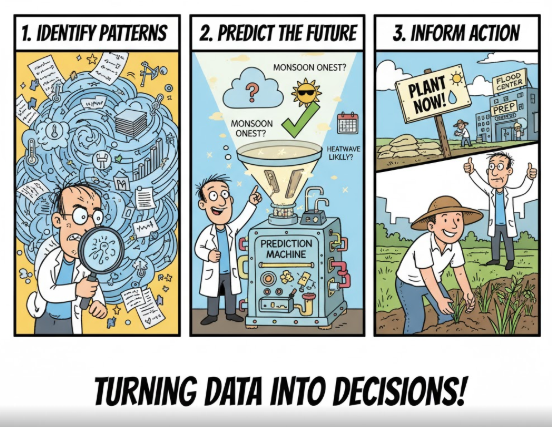 1. IDENTIFY PATTERNS
2. PREDICT THE FUTURE
MONSOON ONEST?
?
MONSOON
ONEST?
HEATWAVE
LIKELY?
PREDICTION
MACHINE
3. INFORM ACTION
PLANT
NOW!
FLOOD
CENTER
PREP
TURNING DATA INTO DECISIONS!